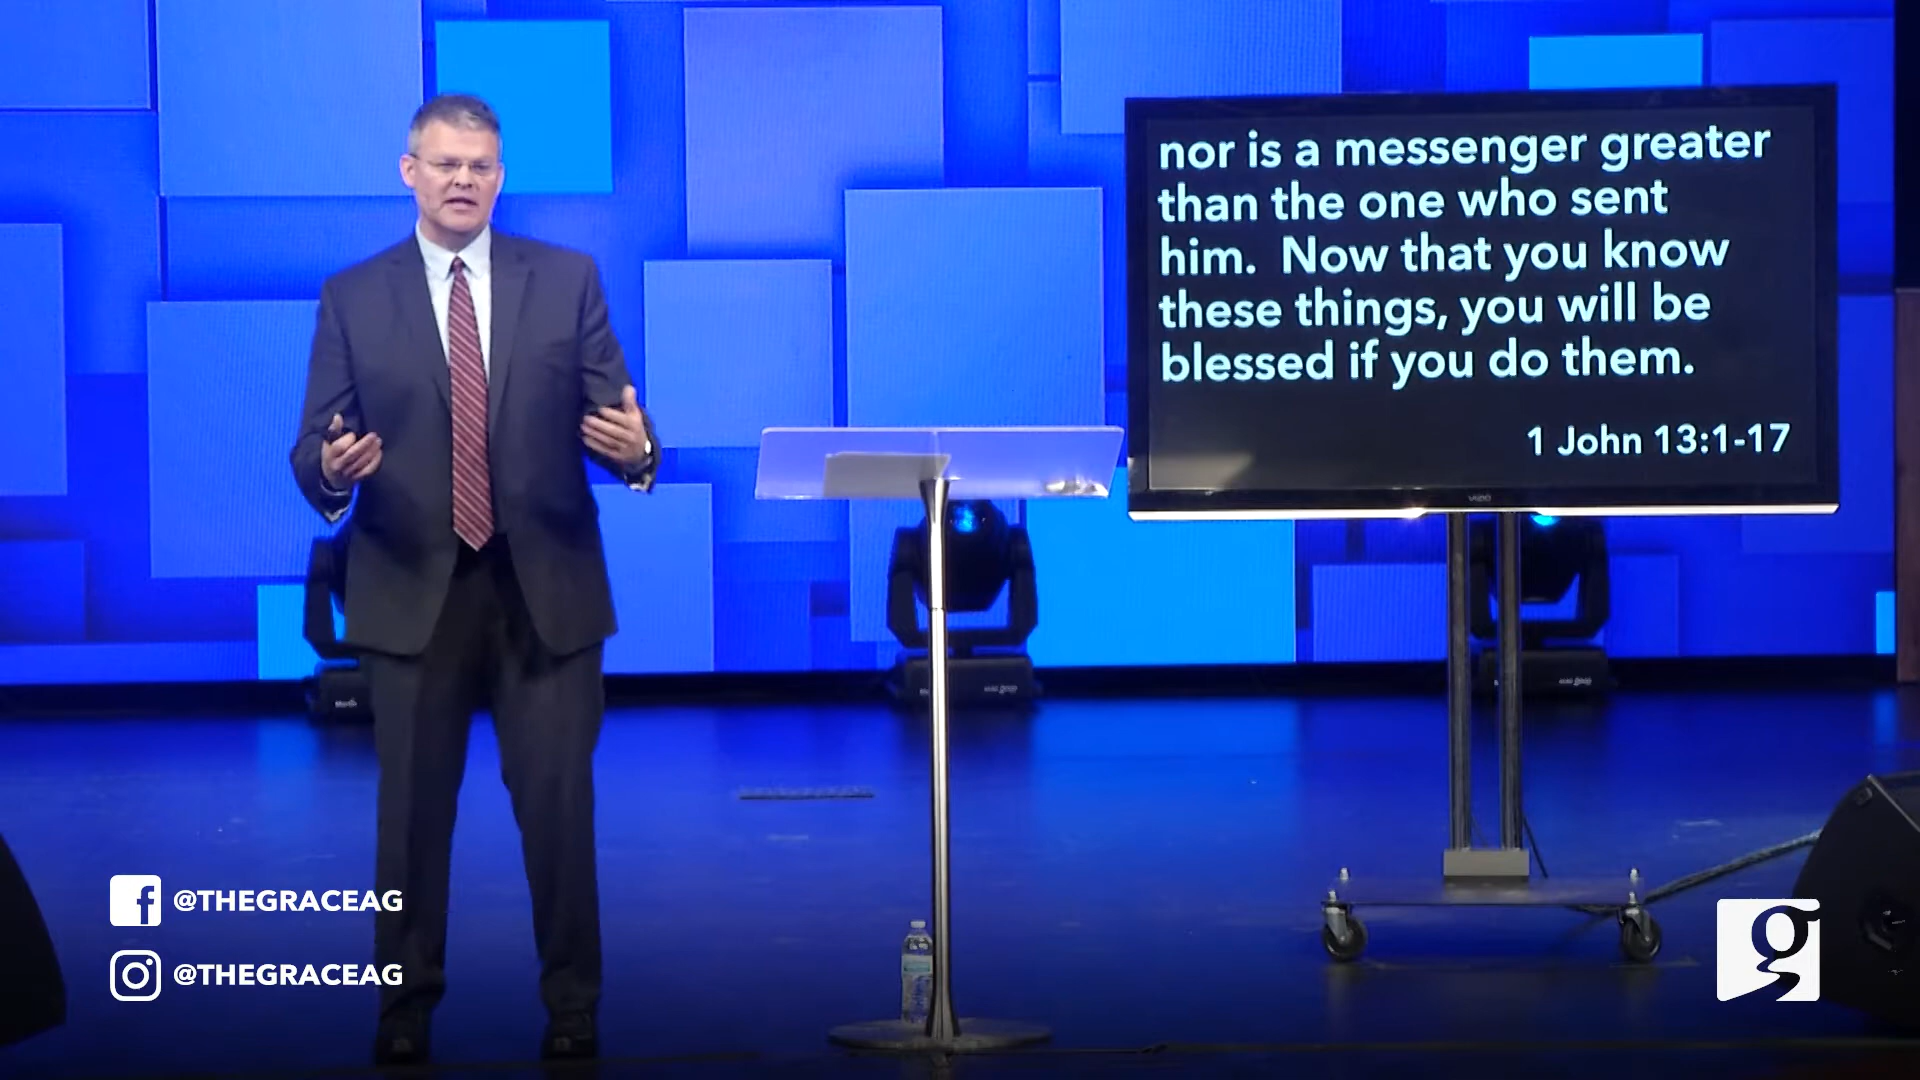 nor is a messenger greater
than the one who sent
him. Now that you know
these things, you will be
blessed if you do them.
1 John 13:1-17
VIZIO
@THEGRACEAG
@THEGRACEAG
g